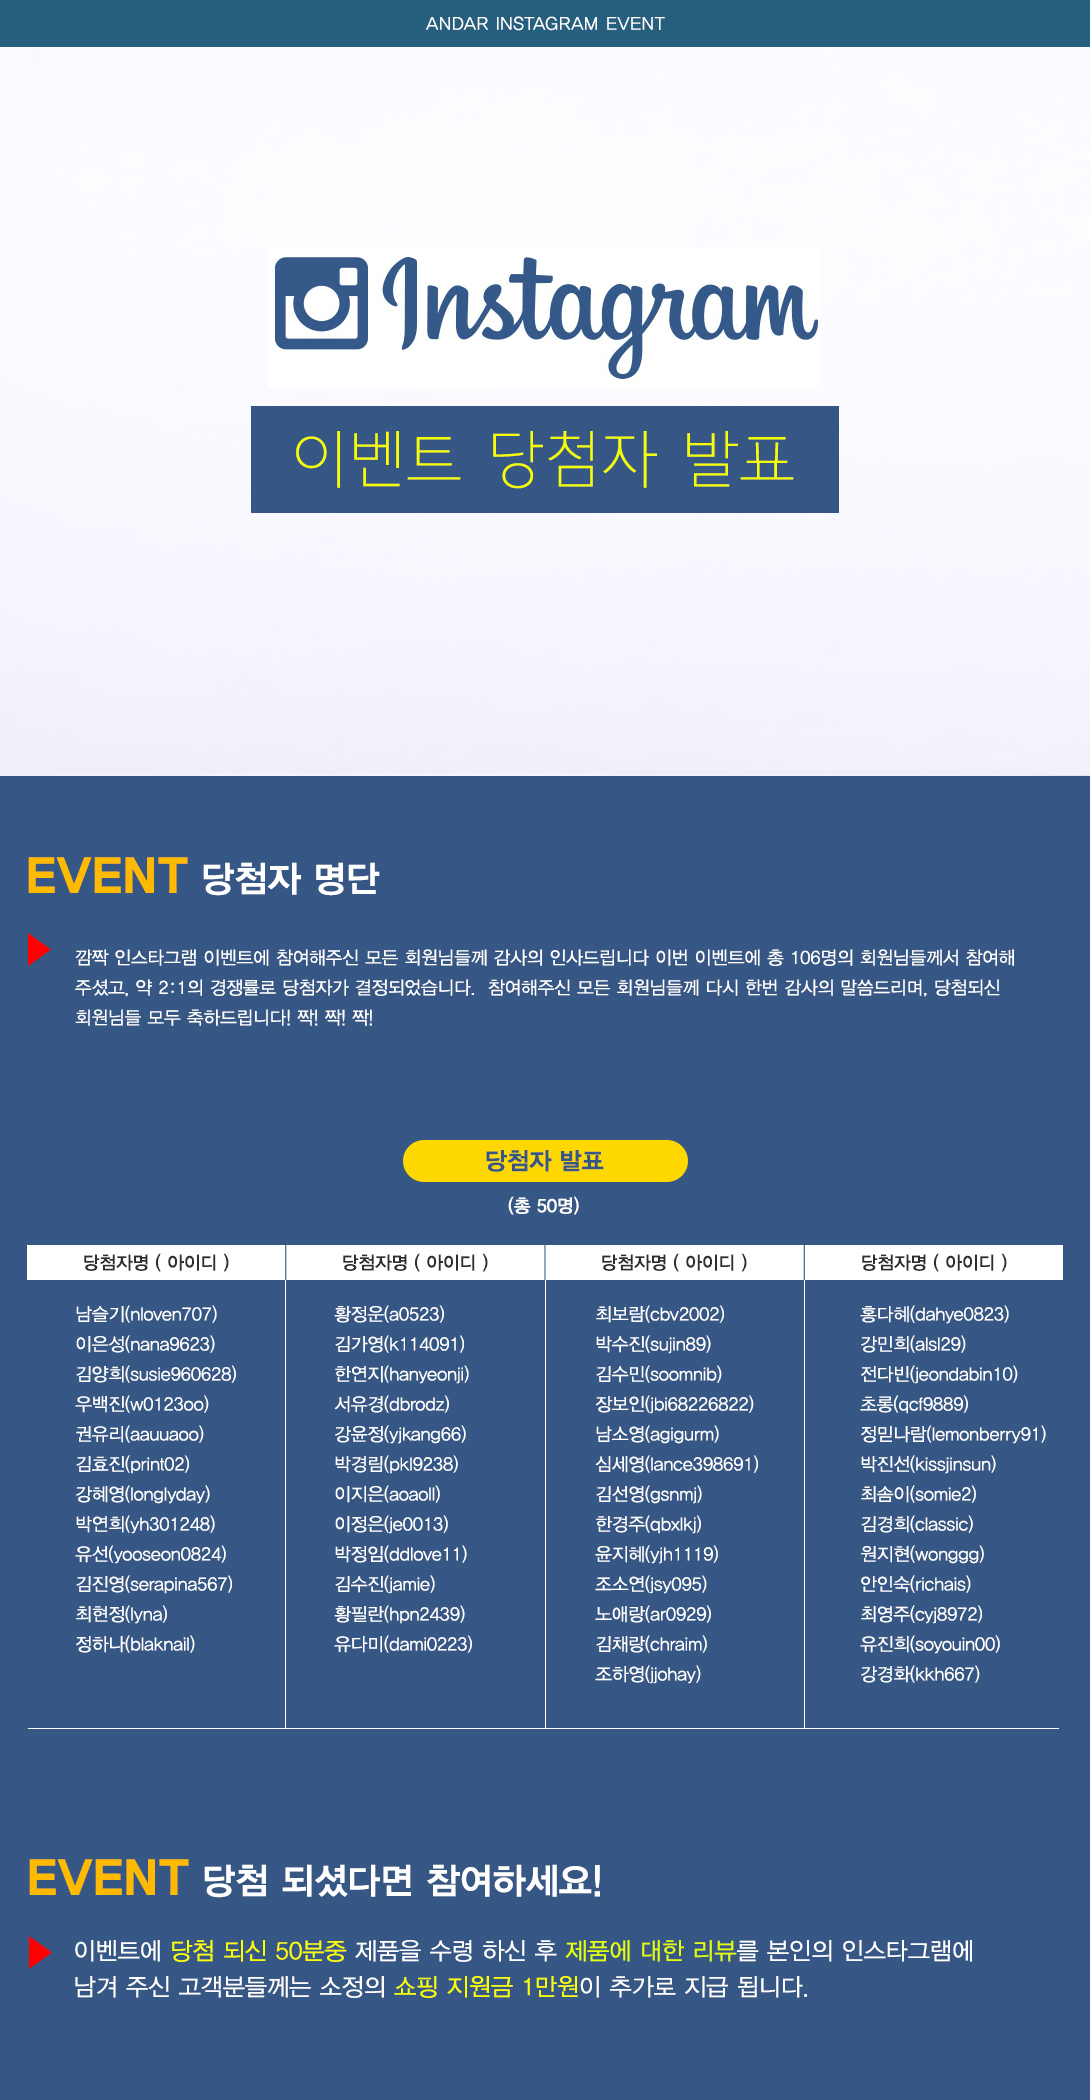 ANDAR INSTAGRAM EVENT
Instagram
이벤트 당첨자 발표
EVENT 당첨자 명단
깜짝 인스타그램 이벤트에 참여해주신 모든 회원님들께 감사의 인사드립니다 이번 이벤트에 총 106명의 회원님들께서 참여해
주셨고, 약 2:1의 경쟁률로 당첨자가 결정되었습니다. 참여해주신 모든 회원님들께 다시 한번 감사의 말씀드리며, 당첨되신
회원님들 모두 축하드립니다! 짝! 짝! 짝!
당첨자 발표
(총 50명)
당첨자명 ( 아이디 )
남슬기(nloven707)
이은성(nana9623)
김양희(susie960628)
우백진(w0123oo)
권유리(aauuaoo)
김효진(print02)
강혜영(longlyday)
박연희(yh301248)
유선(yooseon0824)
김진영(serapina567)
최현정(lyna)
정하나(blaknail)
당첨자명 ( 아이디 )
황정운(a0523)
김가영(k114091)
한연지(hanyeonji)
서유경(dbrodz)
강윤정(yjkang66)
박경림(pkl9238)
이지은(aoaoll)
이정은(je0013)
박정임(ddlove11)
김수진(jamie)
황필란(hpn2439)
유다미(dami0223)
당첨자명 ( 아이디 )
최보람(cbv2002)
박수진(sujin89)
김수민(soomnib)
장보인(jbi68226822)
남소영(agigurm)
심세영(lance398691)
김선영(gsnmj)
한경주(qbxlkj)
윤지혜(yjh1119)
조소연(jsy095)
노애랑(ar0929)
김채랑(chraim)
조하영(jjohay)
당첨자명 ( 아이디 )
홍다혜(dahye0823)
강민희(alsl29)
전다빈(jeondabin10)
초롱(qcf9889)
정믿나람(lemonberry91)
박진선(kissjinsun)
최솜이(somie2)
김경희(classic)
원지현(wonggg)
안인숙(richais)
최영주(cyj8972)
유진희(soyouin00)
강경화(kkh667)
EVENT 당첨 되셨다면 참여하세요!
이벤트에 당첨 되신 50분중 제품을 수령 하신 후 제품에 대한 리뷰를 본인의 인스타그램에
남겨 주신 고객분들께는 소정의 쇼핑 지원금 1만원이 추가로 지급 됩니다.